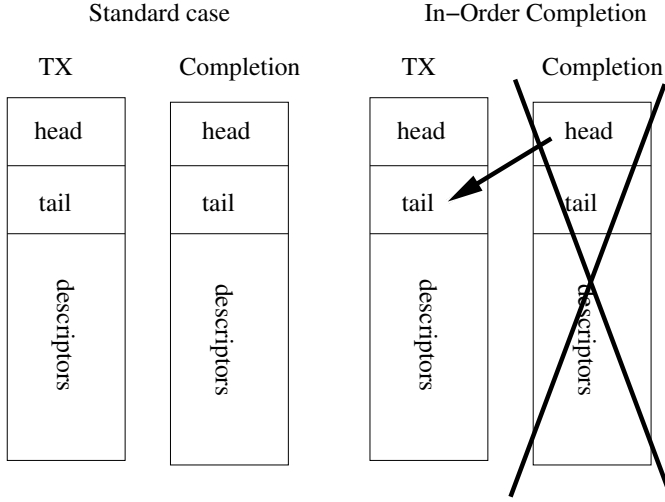 Standard case
In−Order Completion
TX
Completion
TX
Completion
head
head
head
head
tail
tail
tail
tail
descriptors
descriptors
descriptors
descriptors